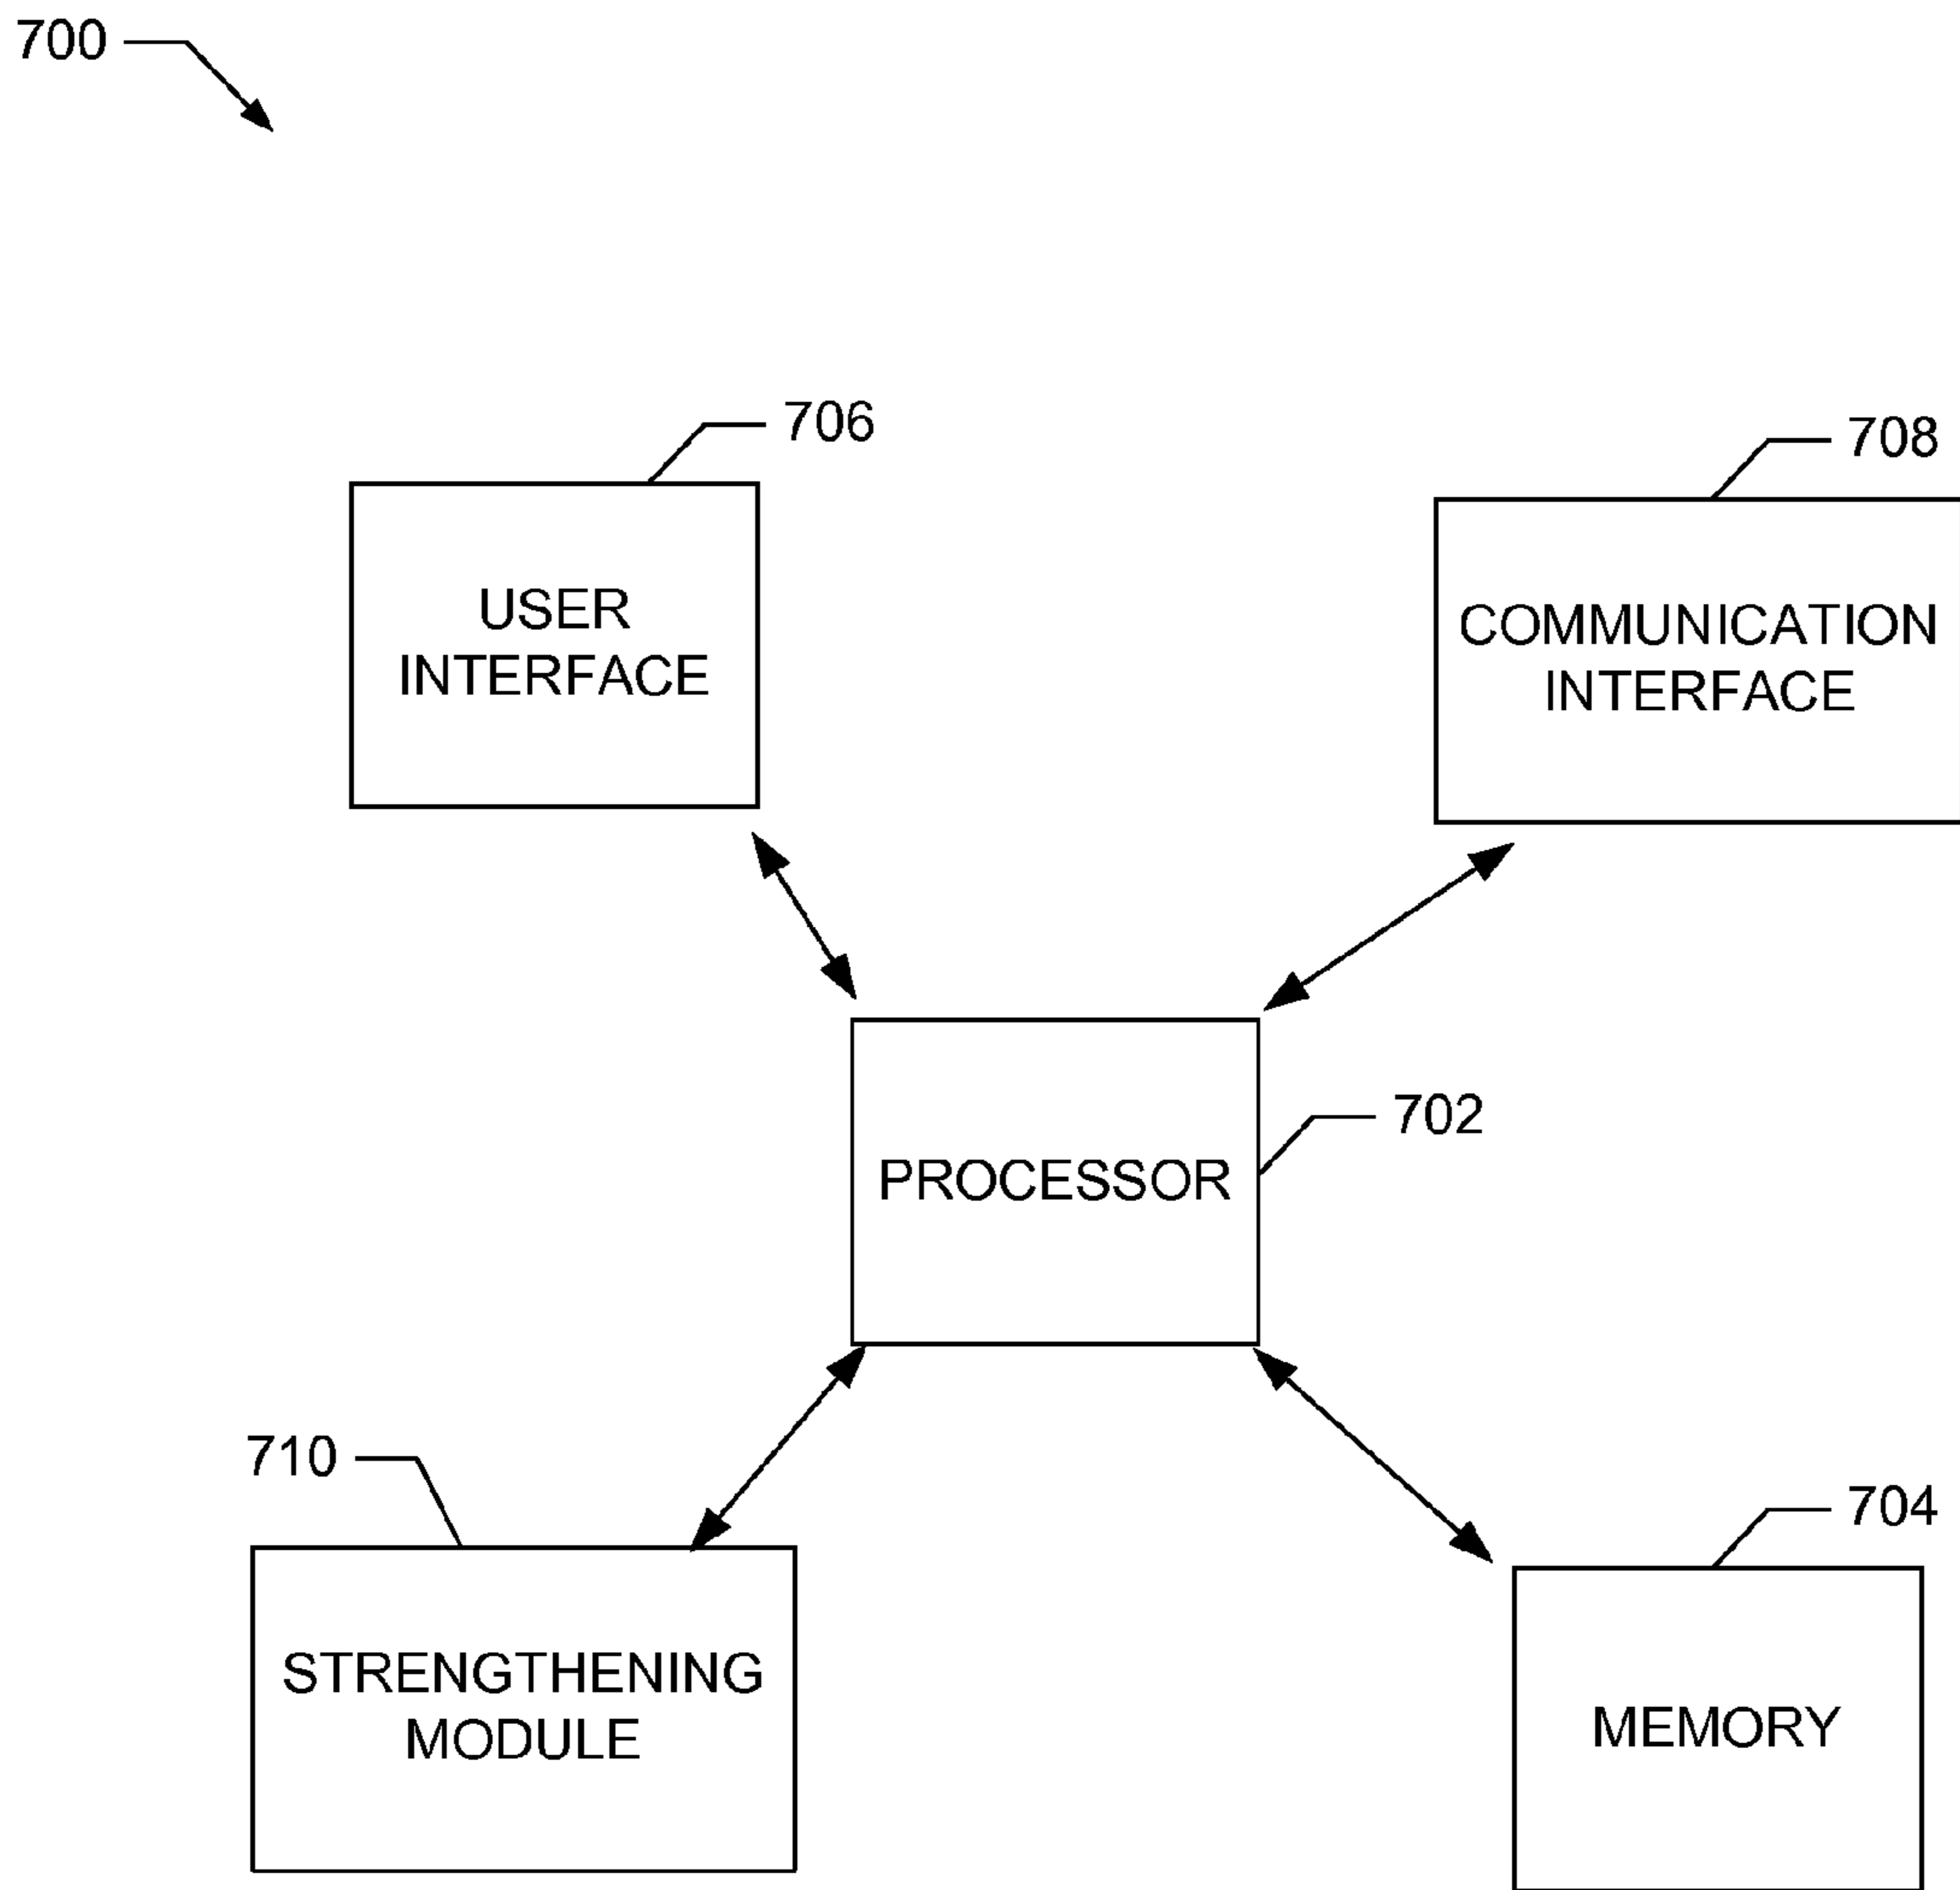 700
706
708
USER
INTERFACE
COMMUNICATION
INTERFACE
702
PROCESSOR
710
704
STRENGTHENING
MODULE
MEMORY